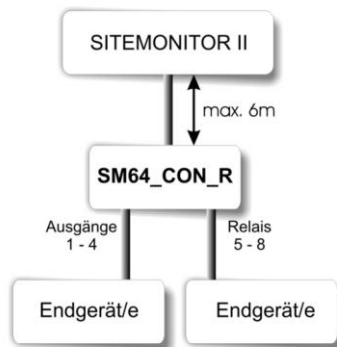 SITEMONITOR II
max. 6m
SM64_CON_R
Ausgänge
1 - 4
Relais
5 - 8
Endgerät/e
Endgerät/e